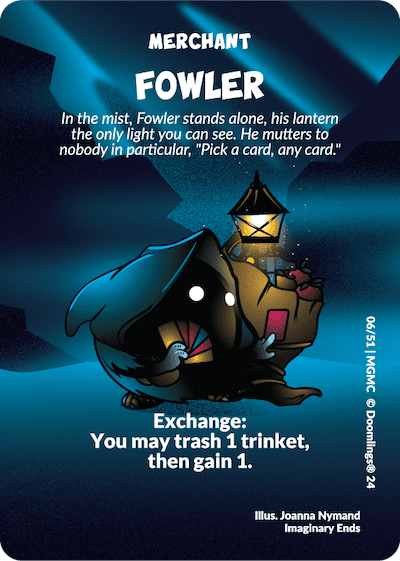 MERCHANT
FOWLER
In the mist, Fowler stands alone, his lantern
the only light you can see. He mutters to
nobody in particular, "Pick a card, any card."
Exchange:
You may trash 1 trinket,
then gain 1.
06/51 | MGMC © Doomlings® 24
Illus. Joanna Nymand
Imaginary Ends